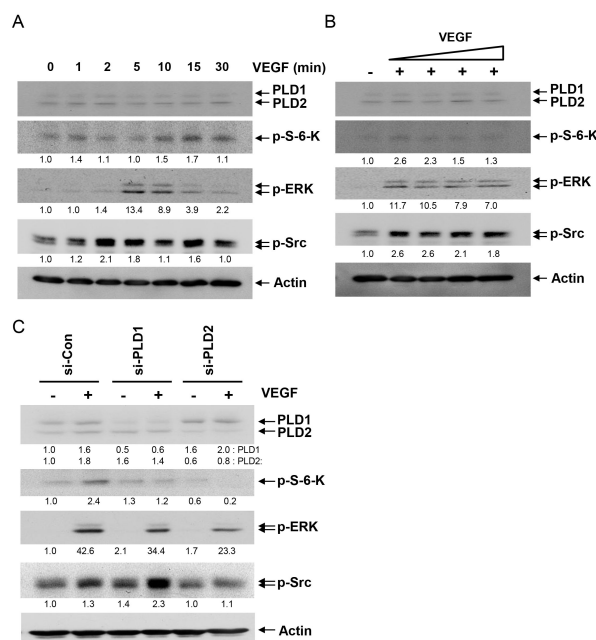 A
0 1 2 5 10 15 30 VEGF (min)
PLD1
PLD2
p-S-6-K
1.0 1.4 1.1 1.0 1.5 1.7 1.1
p-ERK
1.0 1.0 1.4 13.4 8.9 3.9 2.2
p-Src
1.0 1.2 2.1 1.8 1.1 1.6 1.0
Actin
B
VEGF
- + + + +
PLD1
PLD2
p-S-6-K
1.0 2.6 2.3 1.5 1.3
p-ERK
1.0 11.7 10.5 7.9 7.0
p-Src
1.0 2.6 2.6 2.1 1.8
Actin
C
si-Con si-PLD1 si-PLD2
- + - + - + VEGF
PLD1
PLD2
1.0 1.6 0.5 0.6 1.6 2.0 : PLD1
1.0 1.8 1.6 1.4 0.6 0.8 : PLD2:
p-S-6-K
1.0 2.4 1.3 1.2 0.6 0.2
p-ERK
1.0 42.6 2.1 34.4 1.7 23.3
p-Src
1.0 1.3 1.4 2.3 1.0 1.1
Actin